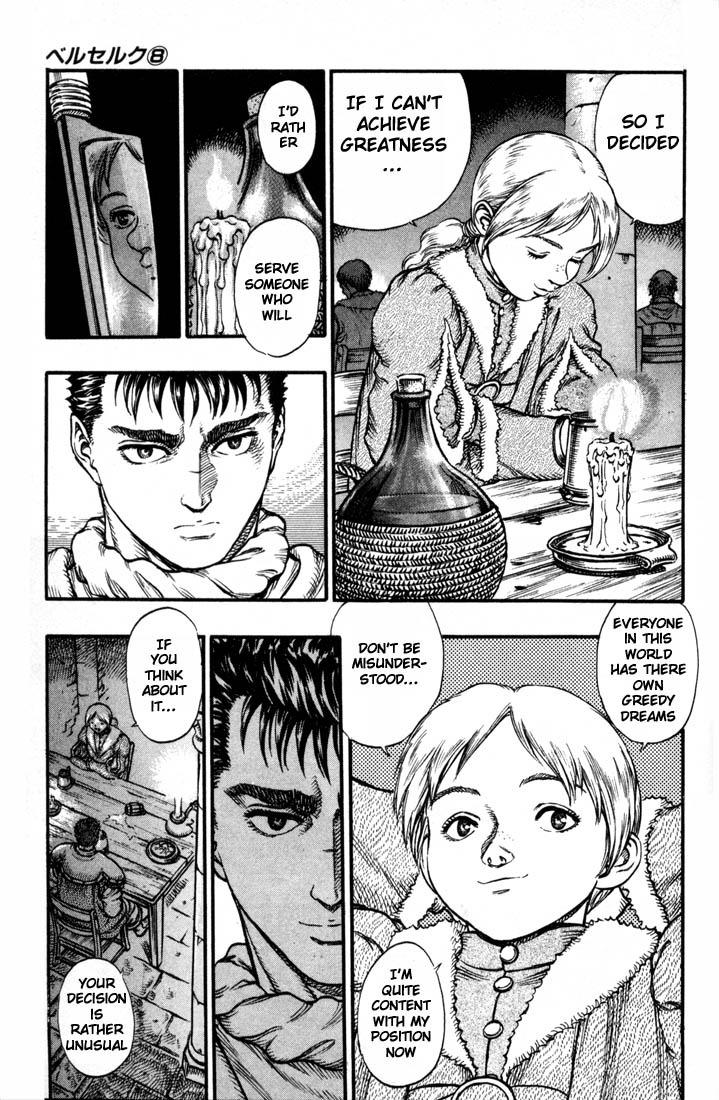 ベルセルク⑧
SO I
DECIDED
IF I CAN'T
ACHIEVE
GREATNESS
...
I'D
RATH
ER
SERVE
SOMEONE
WHO
WILL
EVERYONE
IN THIS
WORLD
HAS THERE
OWN
GREEDY
DREAMS
DON'T BE
MISUNDER-
STOOD...
I'M
QUITE
CONTENT
WITH MY
POSITION
NOW
IF
YOU
THINK
ABOUT
IT...
YOUR
DECISION
IS
RATHER
UNUSUAL